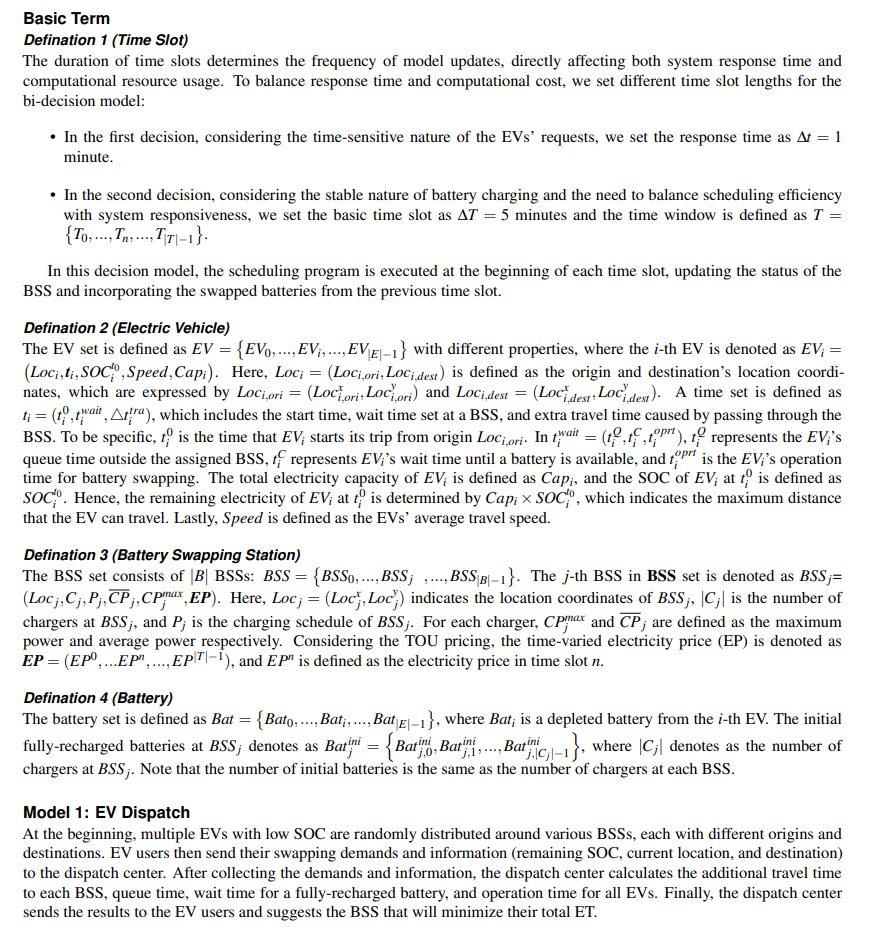 Basic Term
Defination 1 (Time Slot)
The duration of time slots determines the frequency of model updates, directly affecting both system response time and
computational resource usage. To balance response time and computational cost, we set different time slot lengths for the
bi-decision model:
• In the first decision, considering the time-sensitive nature of the EVs' requests, we set the response time as Δt = 1
minute.
• In the second decision, considering the stable nature of battery charging and the need to balance scheduling efficiency
with system responsiveness, we set the basic time slot as ΔT = 5 minutes and the time window is defined as T =
{T_0,...,T_n,...,T_{|T|−1}}.
In this decision model, the scheduling program is executed at the beginning of each time slot, updating the status of the
BSS and incorporating the swapped batteries from the previous time slot.
Defination 2 (Electric Vehicle)
The EV set is defined as EV = {EV_0,...,EV_i,...,EV_{|E|−1}} with different properties, where the i-th EV is denoted as EV_i =
(Loc_i,t_i,SOC_i^{t_0},Speed,Cap_i). Here, Loc_i = (Loc_{i,ori},Loc_{i,dest}) is defined as the origin and destination's location coordi-
nates, which are expressed by Loc_{i,ori} = (Loc^x_{i,ori},Loc^y_{i,ori}) and Loc_{i,dest} = (Loc^x_{i,dest},Loc^y_{i,dest}). A time set is defined as
t_i = (t_i^0,t_i^{wait},△t_i^{tra}), which includes the start time, wait time set at a BSS, and extra travel time caused by passing through the
BSS. To be specific, t_i^0 is the time that EV_i starts its trip from origin Loc_{i,ori}. In t_i^{wait} = (t_i^Q,t_i^C,t_i^{oprt}), t_i^Q represents the EV_i's
queue time outside the assigned BSS, t_i^C represents EV_i's wait time until a battery is available, and t_i^{oprt} is the EV_i's operation
time for battery swapping. The total electricity capacity of EV_i is defined as Cap_i, and the SOC of EV_i at t_i^0 is defined as
SOC_i^{t_0}. Hence, the remaining electricity of EV_i at t_i^0 is determined by Cap_i × SOC_i^{t_0}, which indicates the maximum distance
that the EV can travel. Lastly, Speed is defined as the EVs' average travel speed.
Defination 3 (Battery Swapping Station)
The BSS set consists of |B| BSSs: BSS = {BSS_0,...,BSS_j ,...,BSS_{|B|−1}}. The j-th BSS in BSS set is denoted as BSS_j=
(Loc_j,C_j,P_j,\overline{CP}_j,CP_j^{max},EP). Here, Loc_j = (Loc_j^x,Loc_j^y) indicates the location coordinates of BSS_j, |C_j| is the number of
chargers at BSS_j, and P_j is the charging schedule of BSS_j. For each charger, CP_j^{max} and \overline{CP}_j are defined as the maximum
power and average power respectively. Considering the TOU pricing, the time-varied electricity price (EP) is denoted as
EP = (EP^0,...EP^n,...,EP^{|T|−1}), and EP^n is defined as the electricity price in time slot n.
Defination 4 (Battery)
The battery set is defined as Bat = {Bat_0,...,Bat_i,...,Bat_{|E|−1}}, where Bat_i is a depleted battery from the i-th EV. The initial
fully-recharged batteries at BSS_j denotes as Bat_j^{ini} = {Bat_{j,0}^{ini},Bat_{j,1}^{ini},...,Bat_{j,|C_j|−1}^{ini}}, where |C_j| denotes as the number of
chargers at BSS_j. Note that the number of initial batteries is the same as the number of chargers at each BSS.
Model 1: EV Dispatch
At the beginning, multiple EVs with low SOC are randomly distributed around various BSSs, each with different origins and
destinations. EV users then send their swapping demands and information (remaining SOC, current location, and destination)
to the dispatch center. After collecting the demands and information, the dispatch center calculates the additional travel time
to each BSS, queue time, wait time for a fully-recharged battery, and operation time for all EVs. Finally, the dispatch center
sends the results to the EV users and suggests the BSS that will minimize their total ET.